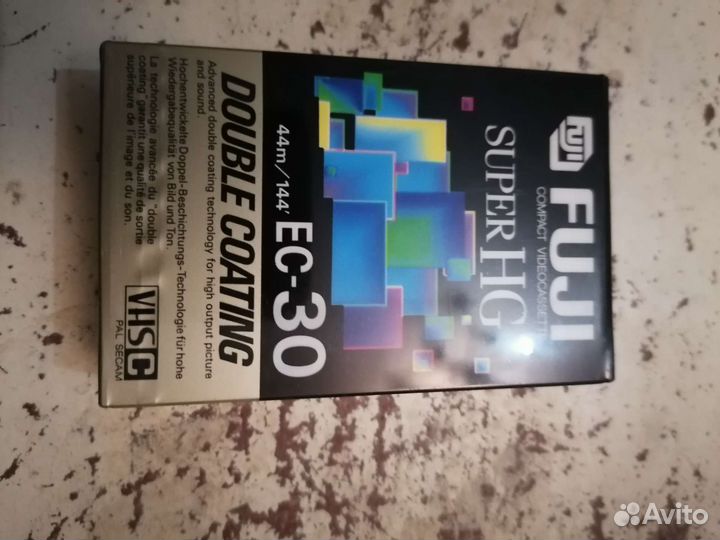 FUJI
FUJI
COMPACT VIDEOCASSETTE
SUPER HG
44m/144' EC-30
DOUBLE COATING
Advanced double coating technology for high output picture
and sound.
Hochentwickelte Doppel-Beschichtungs-Technologie für hohe
Wiedergabequalität von Bild und Ton.
La technologie avancée du "double
coating" garantit une qualité de sortie
supérieure de l'image et du son.
VHS C
PAL SECAM
Avito